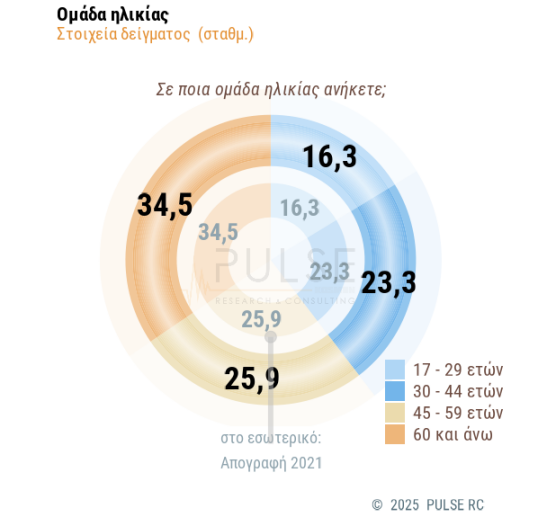 Ομάδα ηλικίας
Στοιχεία δείγματος (σταθμ.)
Σε ποια ομάδα ηλικίας ανήκετε;
16,3
34,5
16,3
34,5
PULSE
23,3
23,3
RESEARCH & CONSULTING
25,9
25,9
17 - 29 ετών
30 - 44 ετών
45 - 59 ετών
60 και άνω
στο εσωτερικό:
Απογραφή 2021
© 2025 PULSE RC